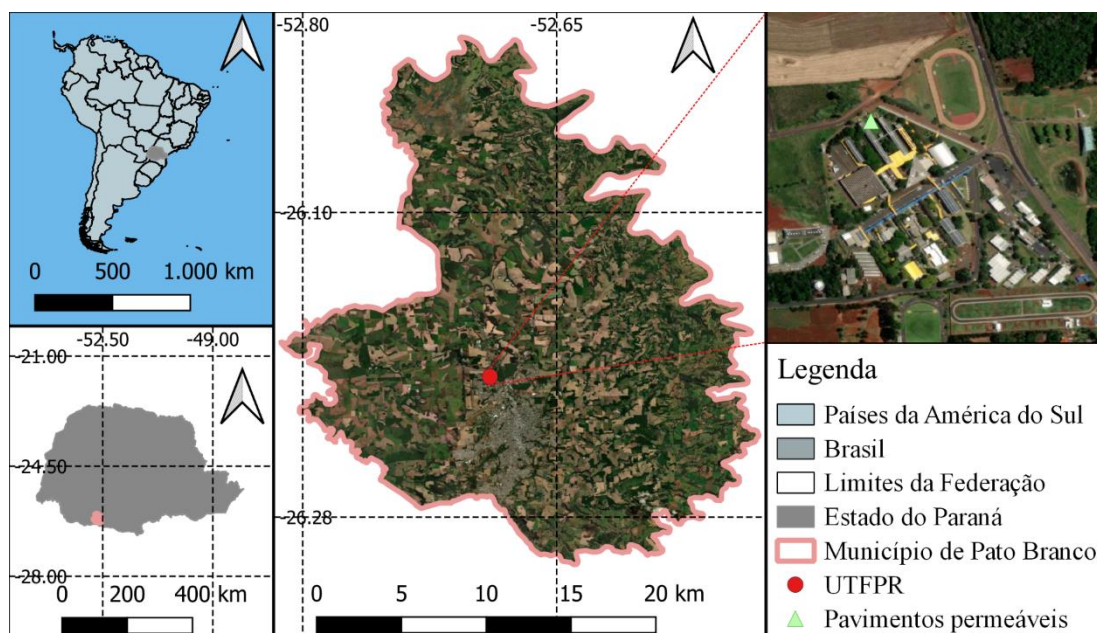 0 500 1.000 km
-52.50 -49.00
-21.00
-24.50
-28.00
0 200 400 km
-52.80 -52.65
-26.10
-26.28
0 5 10 15 20 km
Legenda
Países da América do Sul
Brasil
Limites da Federação
Estado do Paraná
Município de Pato Branco
UTFPR
Pavimentos permeáveis